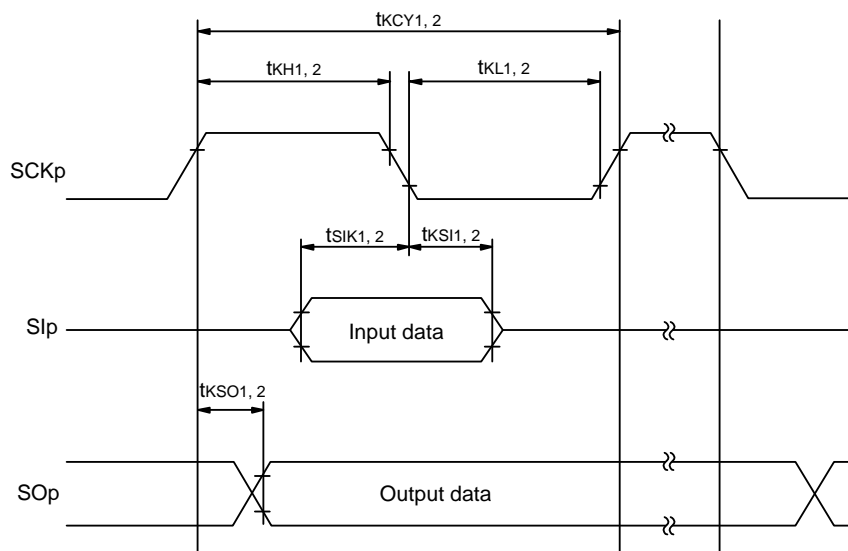 tKCY1, 2
tKH1, 2
tKL1, 2
SCKp
tSIK1, 2
tKSI1, 2
SIp
Input data
tKSO1, 2
SOp
Output data